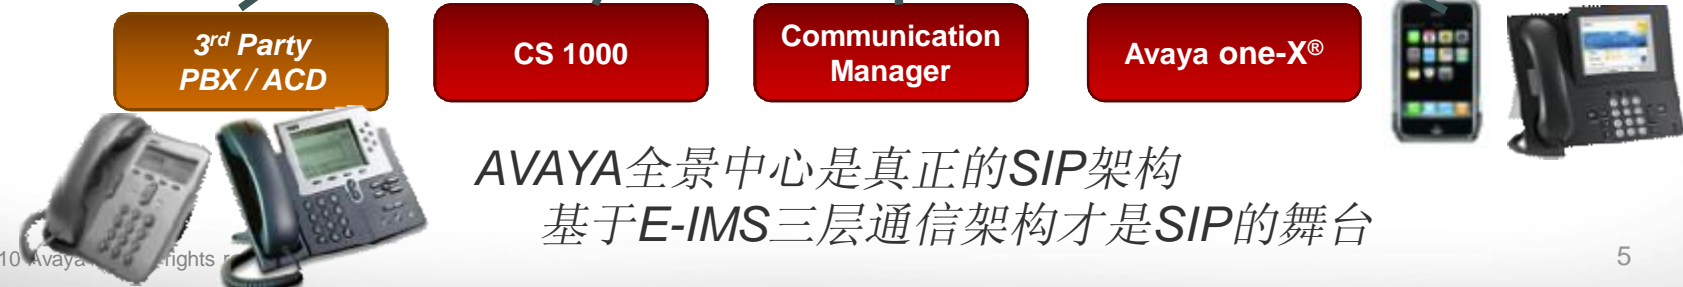 3rd Party
PBX / ACD
CS 1000
Communication
Manager
Avaya one-X®
AVAYA全景中心是真正的SIP架构
基于E-IMS三层通信架构才是SIP的舞台
10 Avaya
rights
5